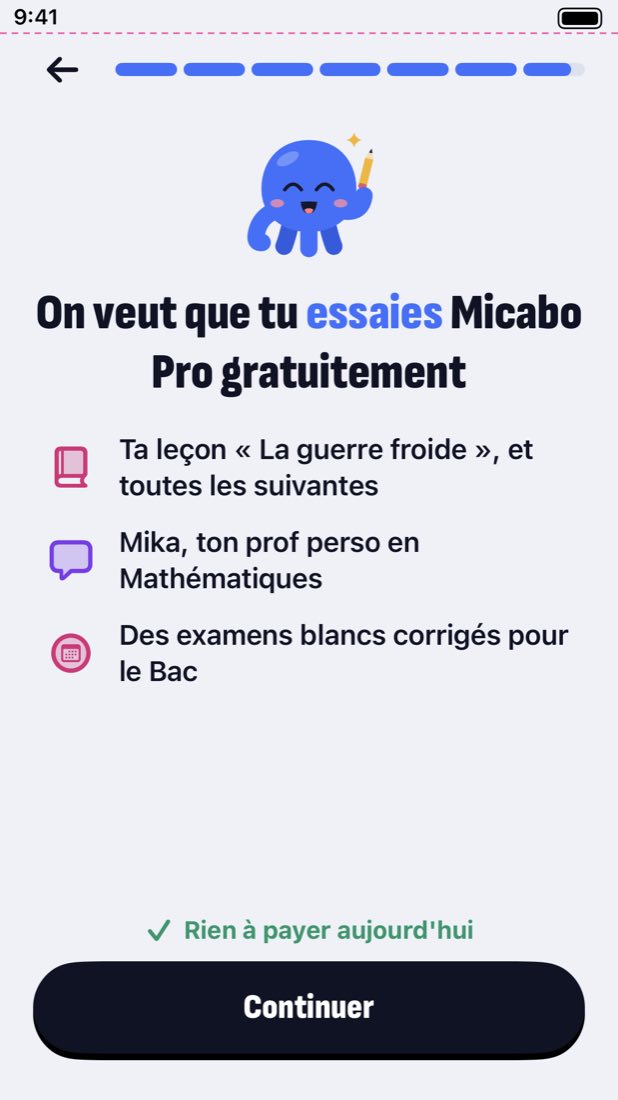 9:41
On veut que tu essaies Micabo
Pro gratuitement
Ta leçon « La guerre froide », et
toutes les suivantes
Mika, ton prof perso en
Mathématiques
Des examens blancs corrigés pour
le Bac
Rien à payer aujourd'hui
Continuer